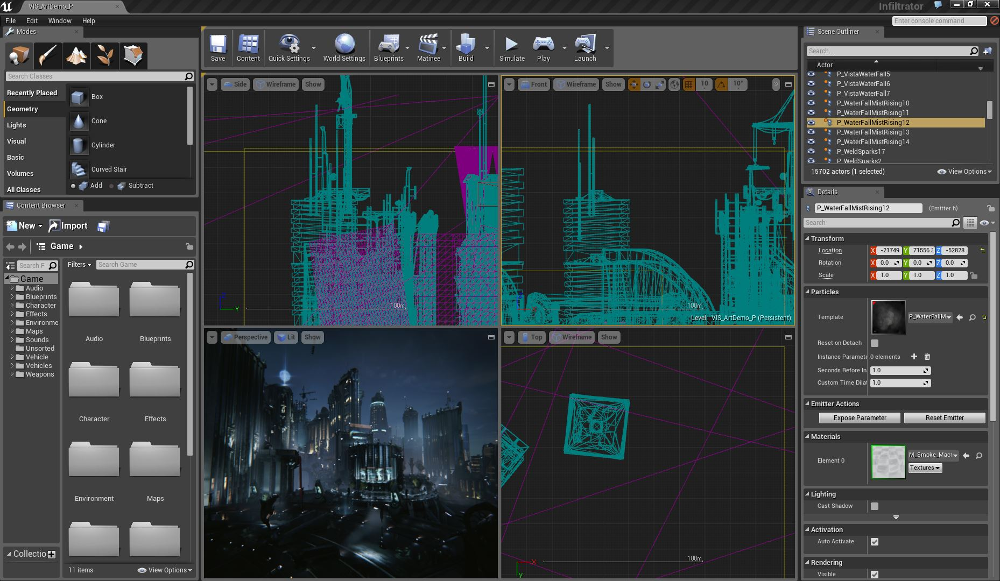 VIS_ArtDemo_P
Infiltrator
File Edit Window Help
Enter console command
Modes
Search Classes
Recently Placed
Geometry
Lights
Visual
Basic
Volumes
All Classes
Box
Cone
Cylinder
Curved Stair
Add Subtract
Content Browser
New Import
Game
Search F
Filters Search Game
Game
Audio
Blueprints
Character
Effects
Environme
Maps
Sounds
Unsorted
Vehicle
Vehicles
Weapons
Audio Blueprints
Character Effects
Environment Maps
Collection
11 items View Options
Save Content Quick Settings World Settings Blueprints Matinee Build Simulate Play Launch
Side Wireframe Show
Z
Y
100m
Front Wireframe Show 10 10°
Z
100m
Level: VIS_ArtDemo_P (Persistent)
Perspective Lit Show
Top Wireframe Show
100m
X
Y
Scene Outliner
Search...
Actor
P_VistaWaterFall5
P_VistaWaterFall6
P_VistaWaterFall7
P_WaterFallMistRising10
P_WaterFallMistRising11
P_WaterFallMistRising12
P_WaterFallMistRising13
P_WaterFallMistRising14
P_WeldSparks17
P_WeldSparks2
15702 actors (1 selected) View Options
Details
P_WaterFallMistRising12 (Emitter.h)
Search
Transform
Location X -21749 Y 71556. Z -52828.
Rotation X 0.0 Y 0.0 Z 0.0
Scale X 1.0 Y 1.0 Z 1.0
Particles
Template P_WaterFallM
Reset on Detach
Instance Paramete 0 elements
Seconds Before In 1.0
Custom Time Dilat 1.0
Emitter Actions
Expose Parameter Reset Emitter
Materials
Element 0 M_Smoke_Macr
Textures
Lighting
Cast Shadow
Activation
Auto Activate
Rendering
Visible